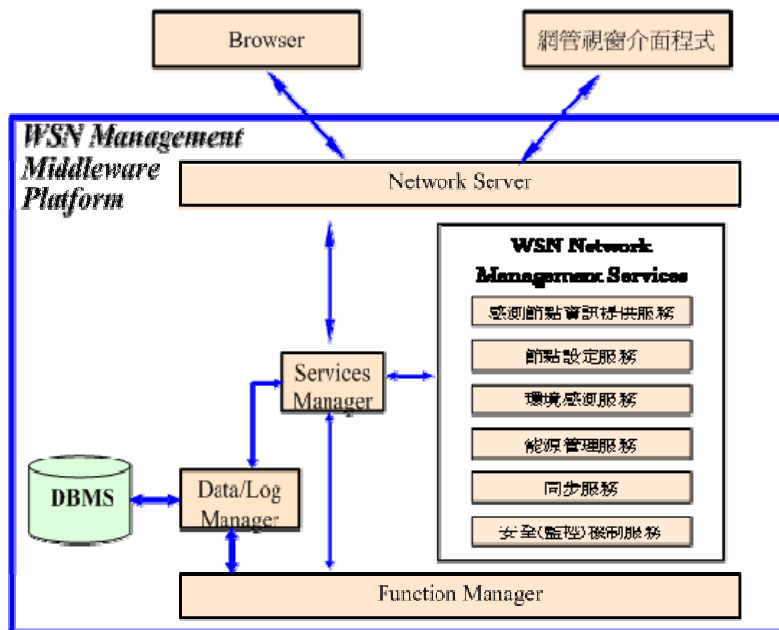 Browser
網管視窗介面程式
WSN Management
Middleware
Platform
Network Server
WSN Network
Management Services
感測節點資訊提供服務
節點設定服務
環境感測服務
能源管理服務
同步服務
安全(監控)機制服務
Services
Manager
DBMS
Data/Log
Manager
Function Manager